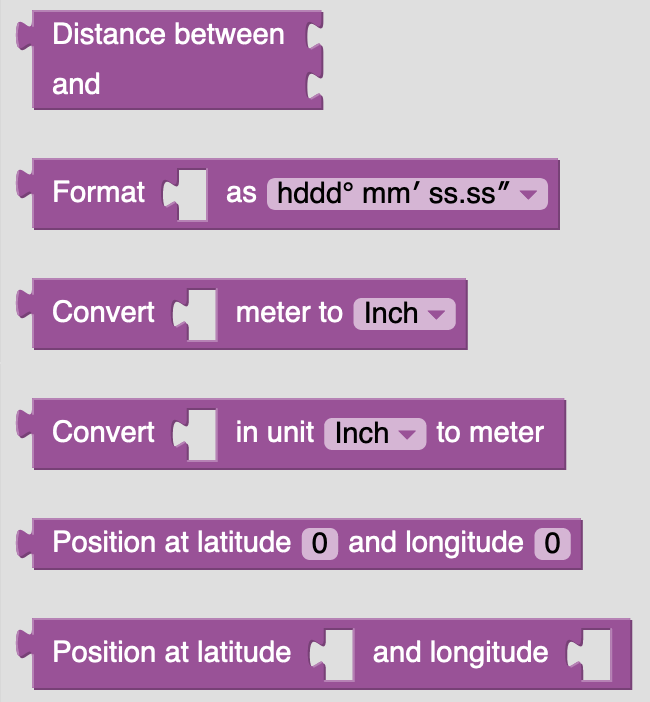 Distance between
and
Format as hddd° mm′ ss.ss″
Convert meter to Inch
Convert in unit Inch to meter
Position at latitude 0 and longitude 0
Position at latitude and longitude